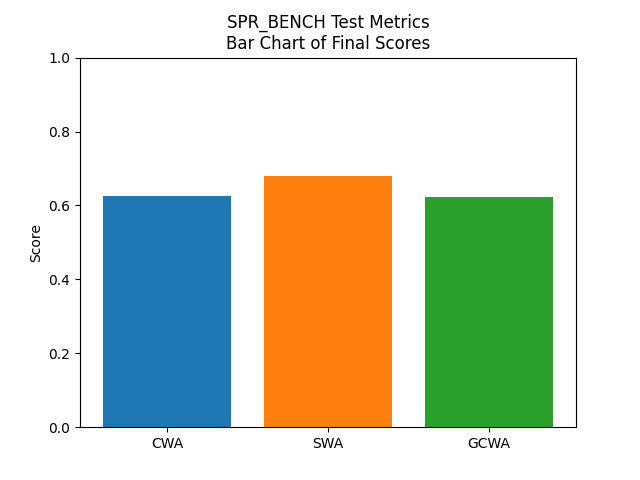 SPR_BENCH Test Metrics
Bar Chart of Final Scores
1.0
0.8
0.6
0.4
0.2
0.0
Score
CWA
SWA
GCWA